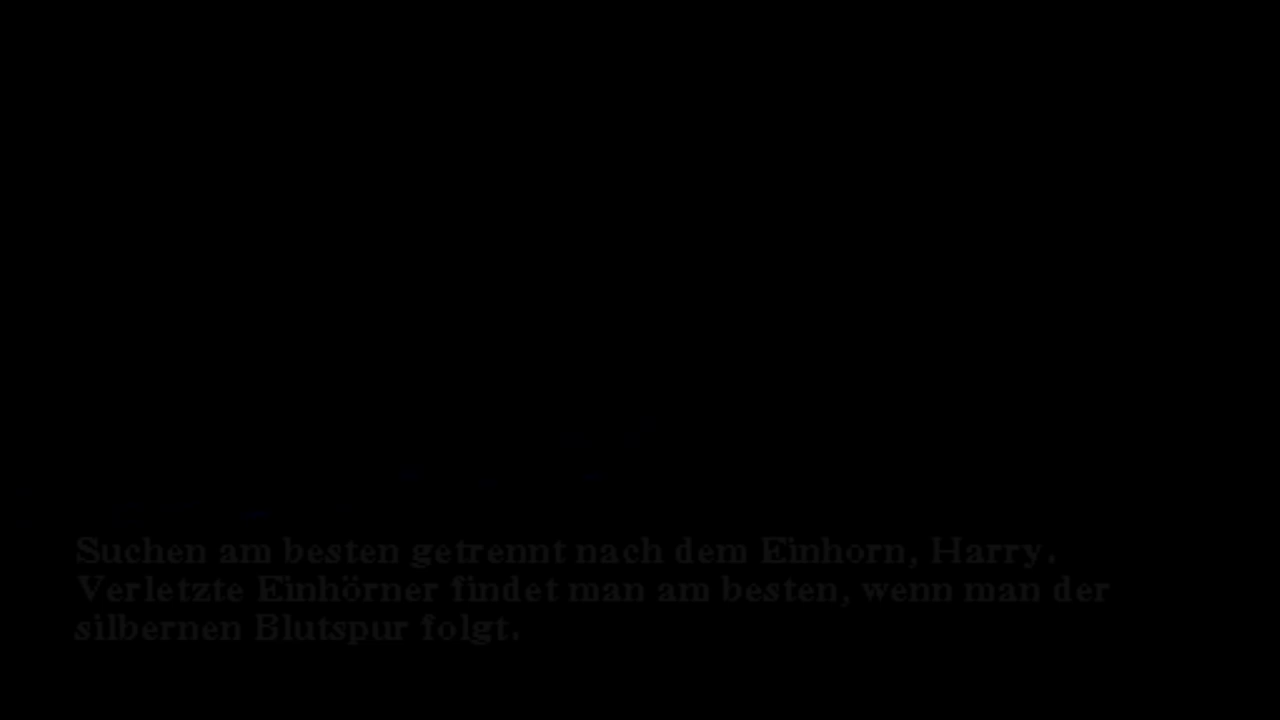 Suchen am besten getrennt nach dem Einhorn, Harry.
Verletzte Einhörner findet man am besten, wenn man der
silbernen Blutspur folgt.